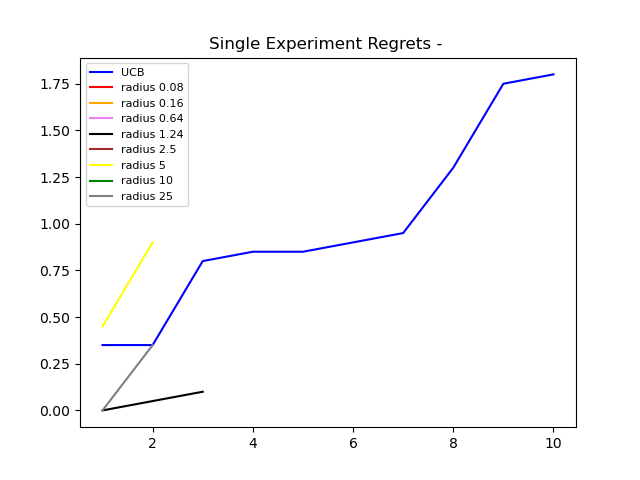 Single Experiment Regrets -
UCB
radius 0.08
radius 0.16
radius 0.64
radius 1.24
radius 2.5
radius 5
radius 10
radius 25
1.75
1.50
1.25
1.00
0.75
0.50
0.25
0.00
2 4 6 8 10